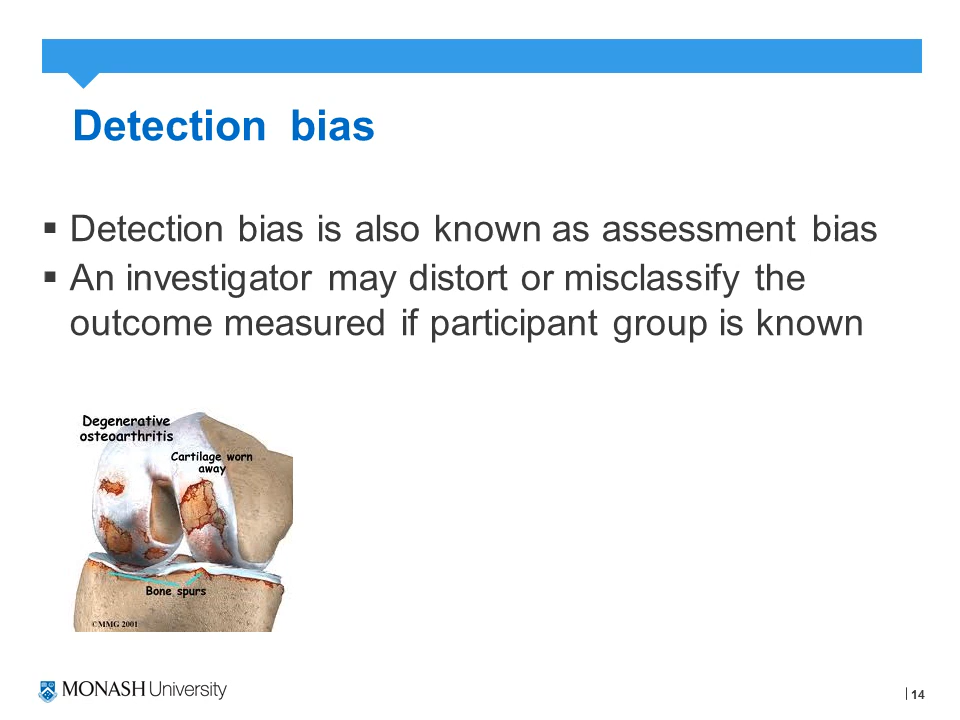 Detection bias
▪ Detection bias is also known as assessment bias
▪ An investigator may distort or misclassify the
outcome measured if participant group is known
Degenerative
osteoarthritis
Cartilage worn
away
Bone spurs
©MMG 2001
MONASH University
14